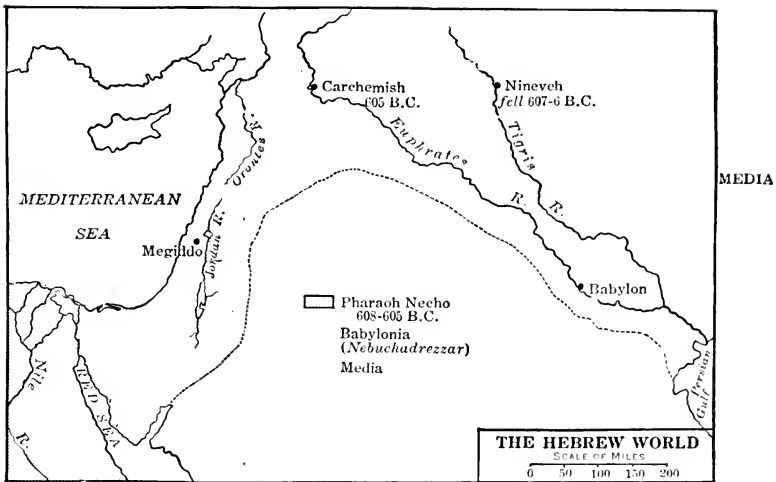 Carchemish
605 B.C.
Nineveh
fell 607-6 B.C.
Euphrates
R.
Tigris
R.
Orontes
R.
MEDITERRANEAN
SEA
MEDIA
Megiddo
Jordan R.
Babylon
Pharaoh Necho
608-605 B.C.
Babylonia
(Nebuchadrezzar)
Media
Persian
Gulf
Nile
R.
RED SEA
THE HEBREW WORLD
SCALE OF MILES
0 50 100 150 200